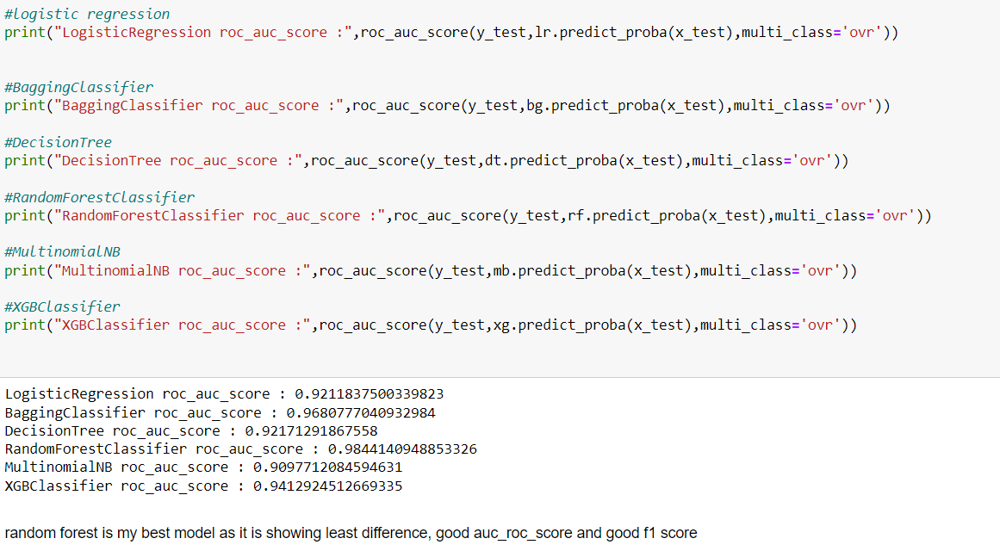 #logistic regression
print("LogisticRegression roc_auc_score :",roc_auc_score(y_test,lr.predict_proba(x_test),multi_class='ovr'))
#BaggingClassifier
print("BaggingClassifier roc_auc_score :",roc_auc_score(y_test,bg.predict_proba(x_test),multi_class='ovr'))
#DecisionTree
print("DecisionTree roc_auc_score :",roc_auc_score(y_test,dt.predict_proba(x_test),multi_class='ovr'))
#RandomForestClassifier
print("RandomForestClassifier roc_auc_score :",roc_auc_score(y_test,rf.predict_proba(x_test),multi_class='ovr'))
#MultinomialNB
print("MultinomialNB roc_auc_score :",roc_auc_score(y_test,mb.predict_proba(x_test),multi_class='ovr'))
#XGBClassifier
print("XGBClassifier roc_auc_score :",roc_auc_score(y_test,xg.predict_proba(x_test),multi_class='ovr'))
LogisticRegression roc_auc_score : 0.9211837500339823
BaggingClassifier roc_auc_score : 0.9680777040932984
DecisionTree roc_auc_score : 0.92171291867558
RandomForestClassifier roc_auc_score : 0.9844140948853326
MultinomialNB roc_auc_score : 0.9097712084594631
XGBClassifier roc_auc_score : 0.9412924512669335
random forest is my best model as it is showing least difference, good auc_roc_score and good f1 score